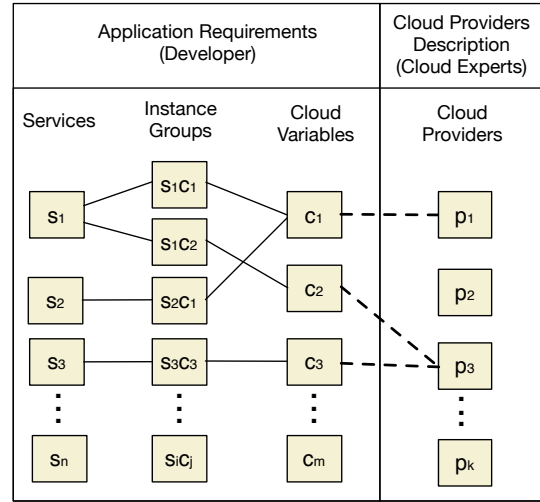 Application Requirements
(Developer)
Cloud Providers
Description
(Cloud Experts)
Services
Instance
Groups
Cloud
Variables
Cloud
Providers
s1
s2
s3
sn
s1c1
s1c2
s2c1
s3c3
sicj
c1
c2
c3
cm
p1
p2
p3
pk